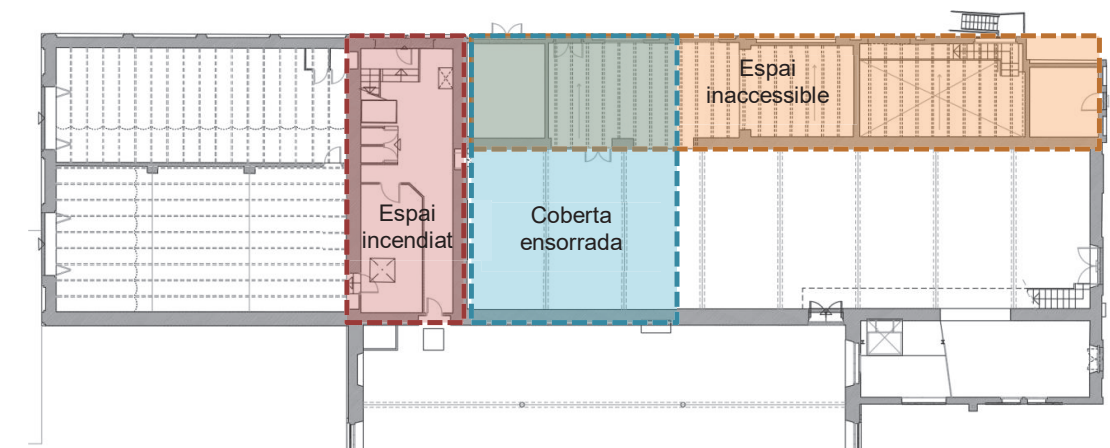 Espai
inaccessible
Espai
incendiat
Coberta
ensorrada